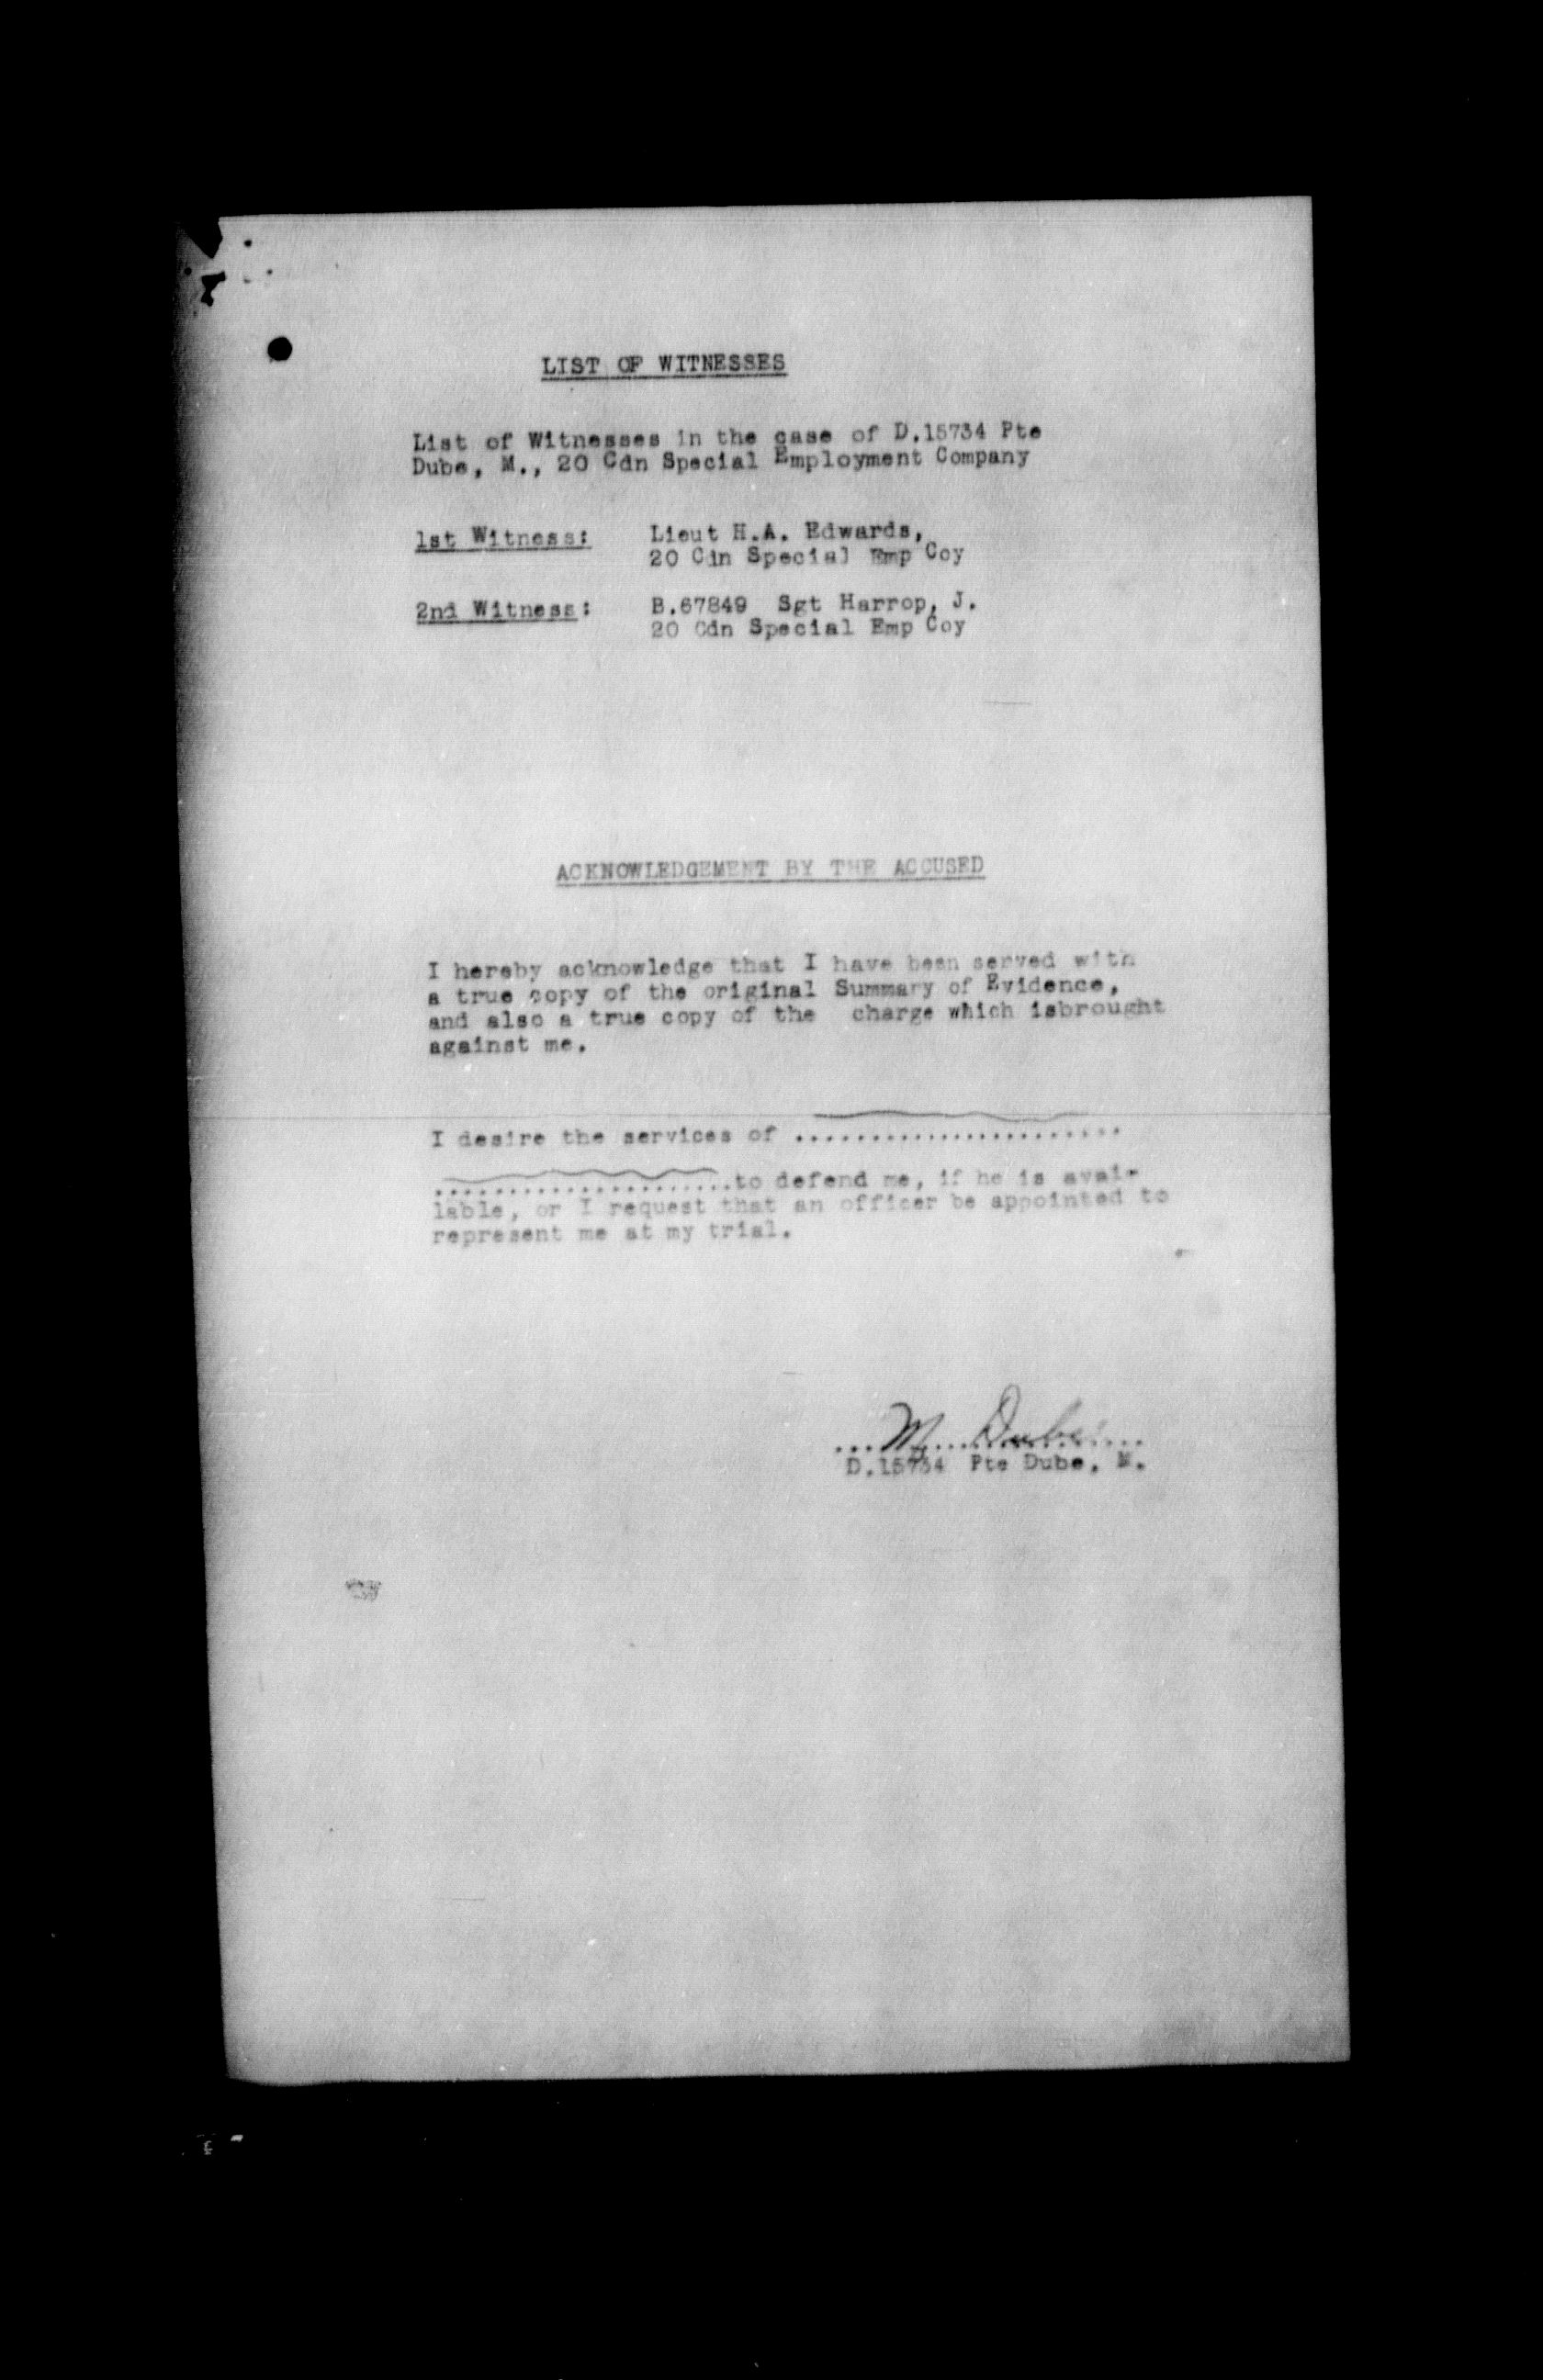 LIST OF WITNESSES
List of Witnesses in the case of D.15734 Pte
Dube, M., 20 Cdn Special Employment Company
1st Witness: Lieut H.A. Edwards,
20 Cdn Special Emp Coy
2nd Witness: B.67849 Sgt Harrop, J.
20 Cdn Special Emp Coy
ACKNOWLEDGEMENT BY THE ACCUSED
I hereby acknowledge that I have been served with
a true copy of the original Summary of Evidence,
and also a true copy of the charge which isbrought
against me.
I desire the services of ......................
....................to defend me, if he is avai-
lable, or I request that an officer be appointed to
represent me at my trial.
M. Dube
D.15734 Pte Dube, M.